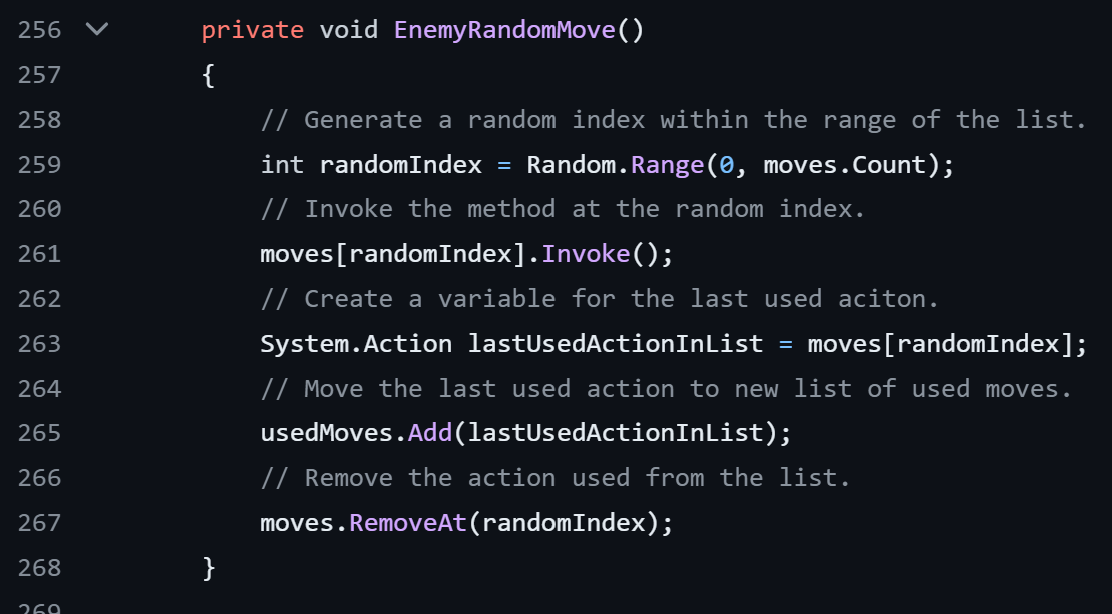 256 private void EnemyRandomMove()
257 {
258 // Generate a random index within the range of the list.
259 int randomIndex = Random.Range(0, moves.Count);
260 // Invoke the method at the random index.
261 moves[randomIndex].Invoke();
262 // Create a variable for the last used aciton.
263 System.Action lastUsedActionInList = moves[randomIndex];
264 // Move the last used action to new list of used moves.
265 usedMoves.Add(lastUsedActionInList);
266 // Remove the action used from the list.
267 moves.RemoveAt(randomIndex);
268 }
269